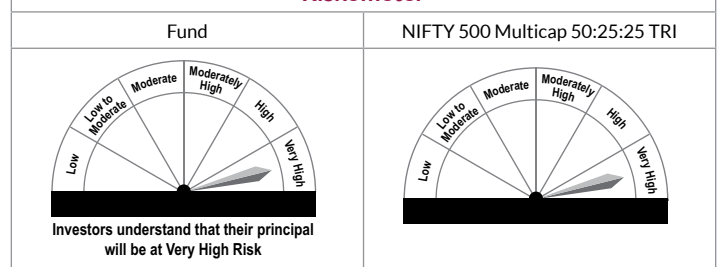 Fund
NIFTY 500 Multicap 50:25:25 TRI
Low
Low to
Moderate
Moderate
Moderately
High
High
Very High
Investors understand that their principal
will be at Very High Risk
Low
Low to
Moderate
Moderate
Moderately
High
High
Very High